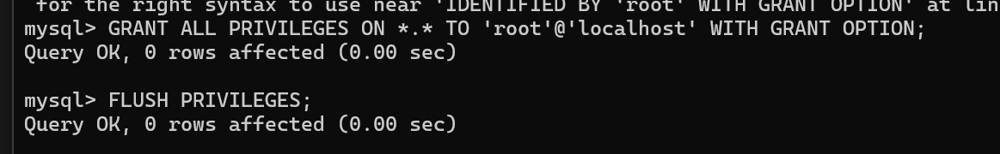 for the right syntax to use near 'IDENTIFIED BY 'root' WITH GRANT OPTION' at lin
mysql> GRANT ALL PRIVILEGES ON *.* TO 'root'@'localhost' WITH GRANT OPTION;
Query OK, 0 rows affected (0.00 sec)
mysql> FLUSH PRIVILEGES;
Query OK, 0 rows affected (0.00 sec)